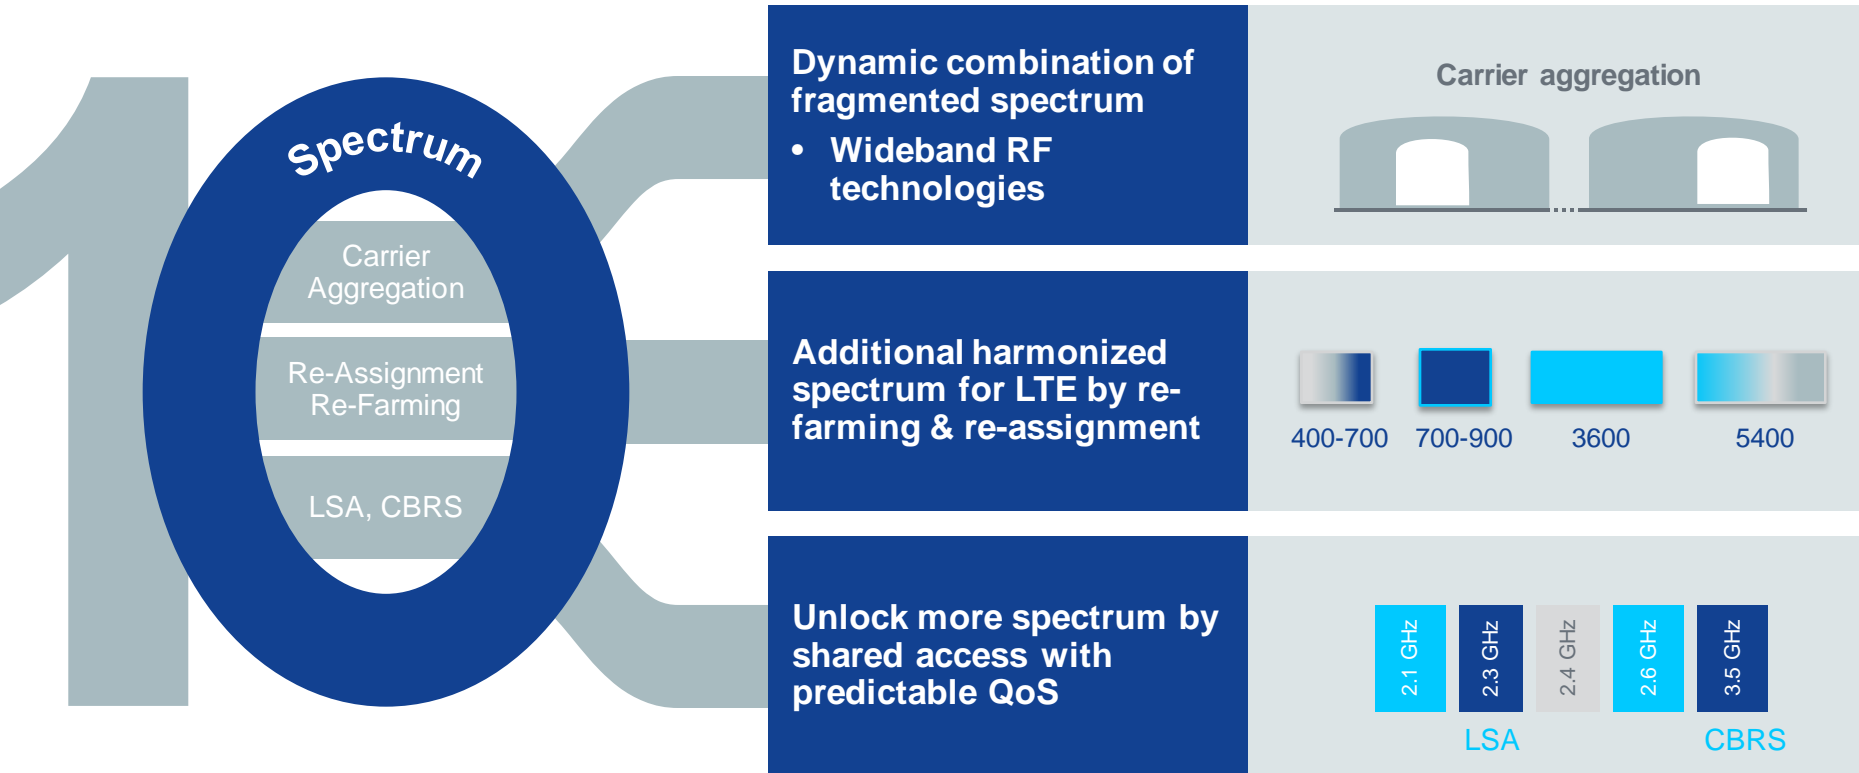 Spectrum
Carrier
Aggregation
Re-Assignment
Re-Farming
LSA, CBRS
Dynamic combination of
fragmented spectrum
• Wideband RF
technologies
Carrier aggregation
Additional harmonized
spectrum for LTE by re-
farming & re-assignment
400-700 700-900 3600 5400
Unlock more spectrum by
shared access with
predictable QoS
2.1 GHz
2.3 GHz
2.4 GHz
2.6 GHz
3.5 GHz
LSA CBRS